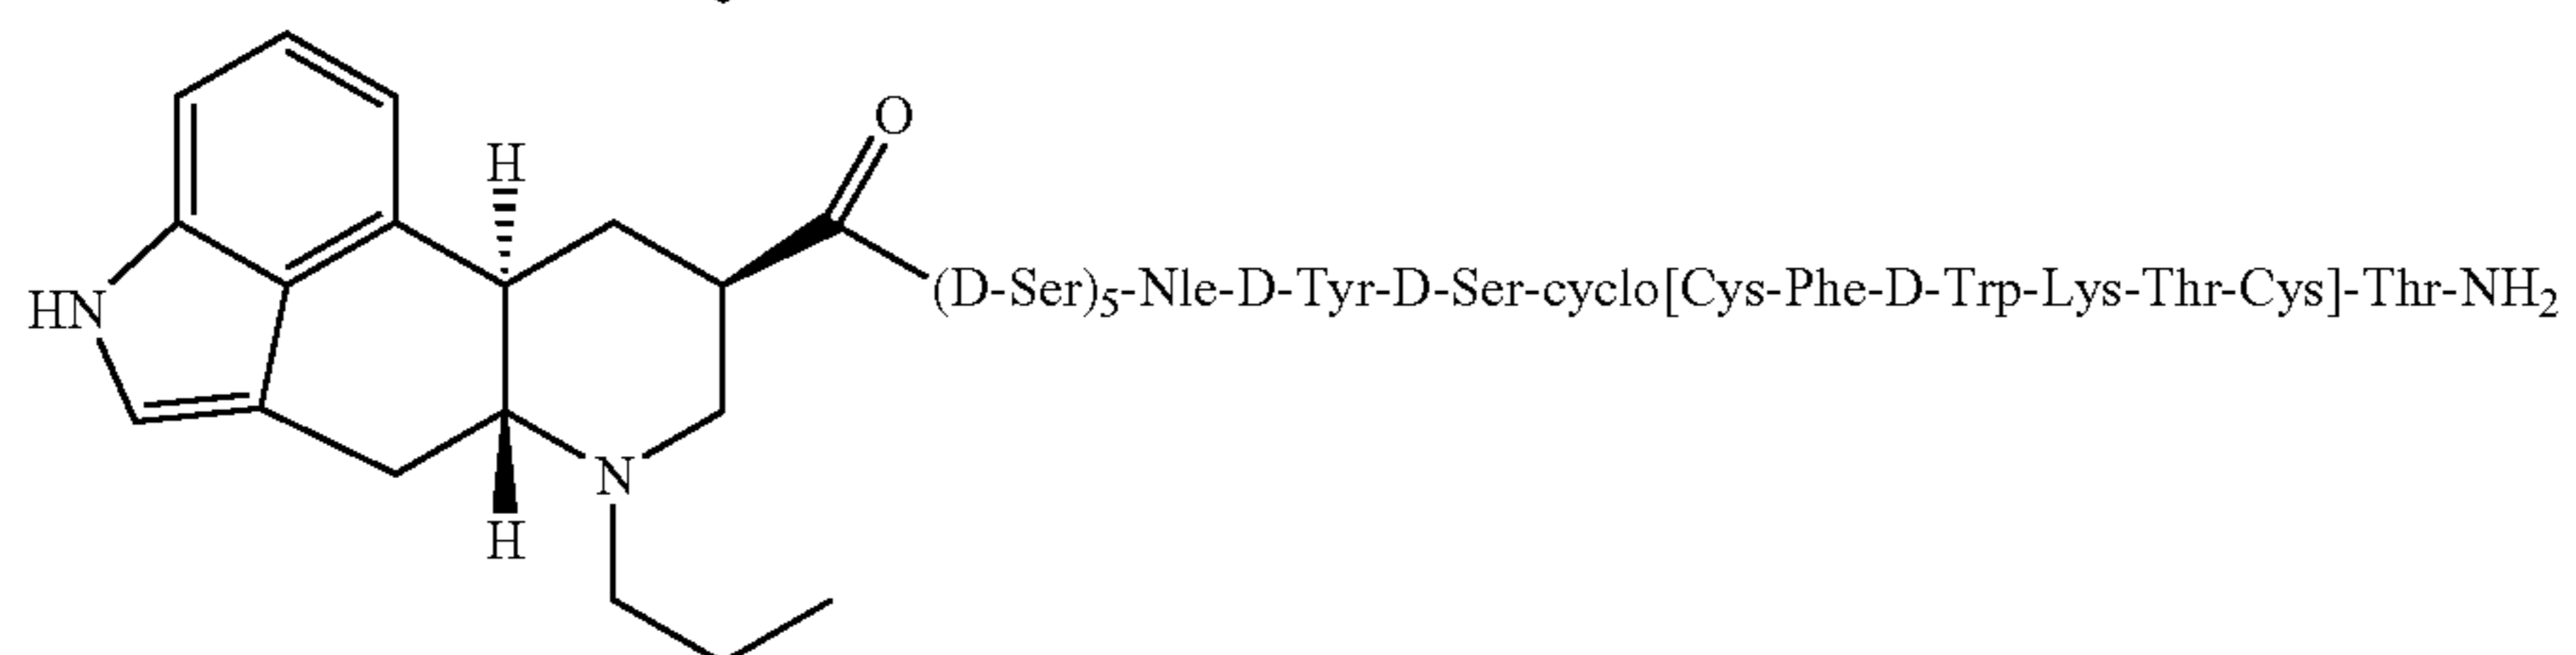 O
H
HN
(D-Ser)5-Nle-D-Tyr-D-Ser-cyclo[Cys-Phe-D-Trp-Lys-Thr-Cys]-Thr-NH2
N
H